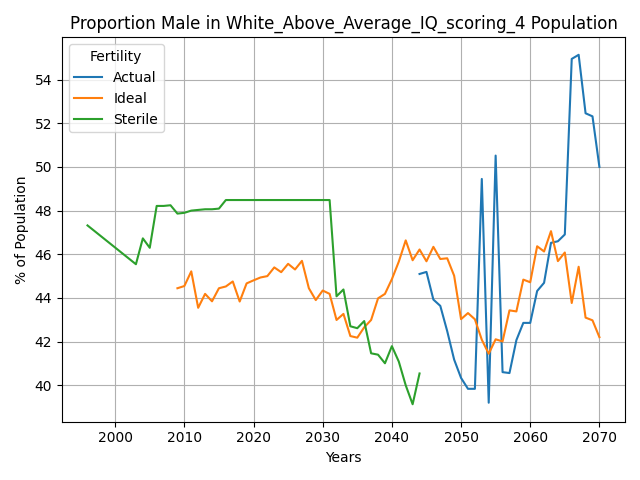 Proportion Male in White_Above_Average_IQ_scoring_4 Population
Fertility
Actual
Ideal
Sterile
% of Population
54
52
50
48
46
44
42
40
2000
2010
2020
2030
2040
2050
2060
2070
Years